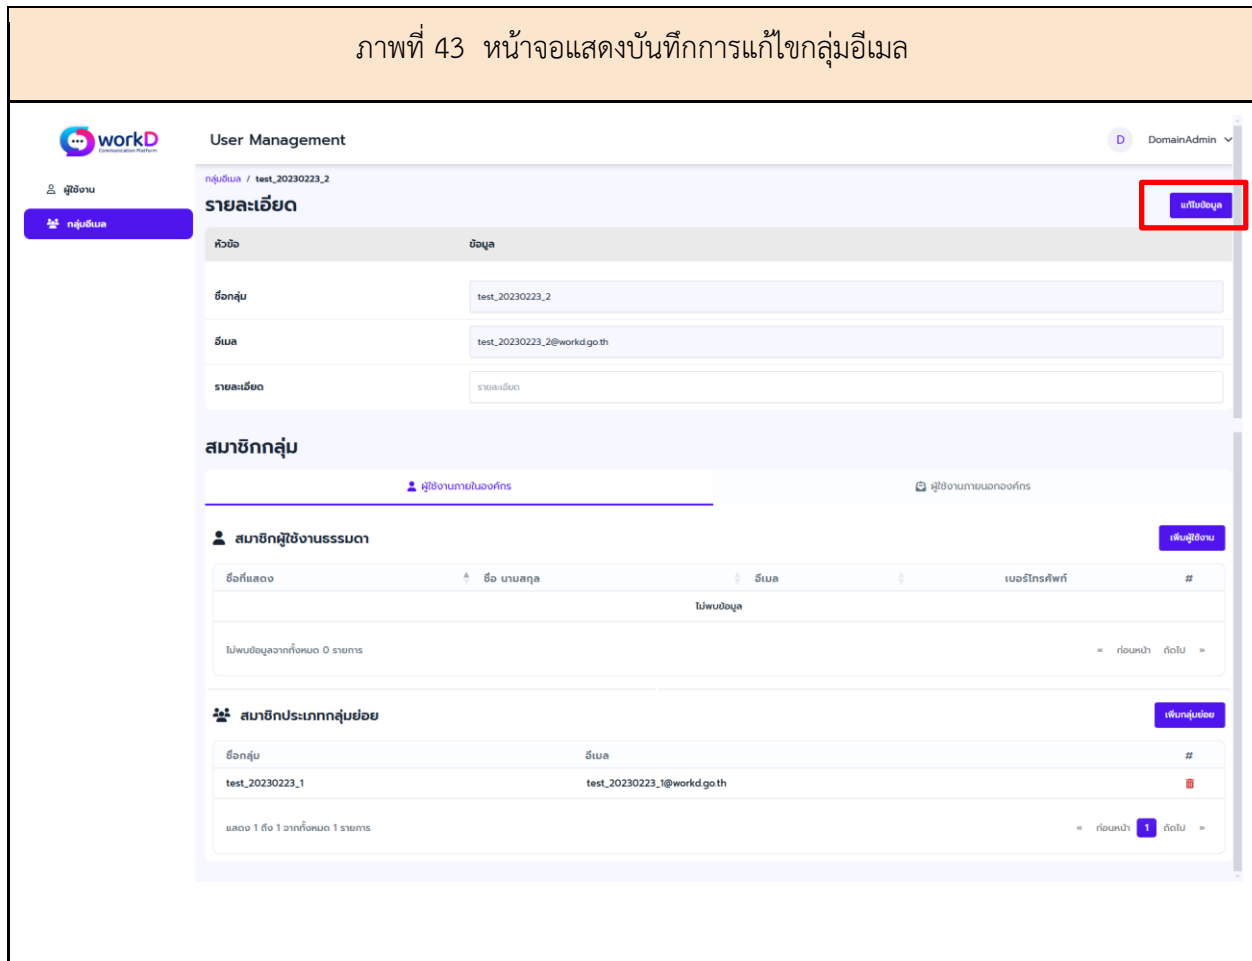 ภาพที่ 43 หน้าจอแสดงบันทึกการแก้ไขกลุ่มอีเมล
workD
Communication Platform
User Management
D DomainAdmin
ผู้ใช้งาน
กลุ่มอีเมล
กลุ่มอีเมล / test_20230223_2
รายละเอียด
แก้ไขข้อมูล
หัวข้อ ข้อมูล
ชื่อกลุ่ม test_20230223_2
อีเมล test_20230223_2@workd.go.th
รายละเอียด รายละเอียด
สมาชิกกลุ่ม
ผู้ใช้งานภายในองค์กร ผู้ใช้งานภายนอกองค์กร
สมาชิกผู้ใช้งานธรรมดา เพิ่มผู้ใช้งาน
ชื่อที่แสดง ชื่อ นามสกุล อีเมล เบอร์โทรศัพท์ #
ไม่พบข้อมูล
ไม่พบข้อมูลจากทั้งหมด 0 รายการ « ก่อนหน้า ถัดไป »
สมาชิกประเภทกลุ่มย่อย เพิ่มกลุ่มย่อย
ชื่อกลุ่ม อีเมล #
test_20230223_1 test_20230223_1@workd.go.th
แสดง 1 ถึง 1 จากทั้งหมด 1 รายการ « ก่อนหน้า 1 ถัดไป »